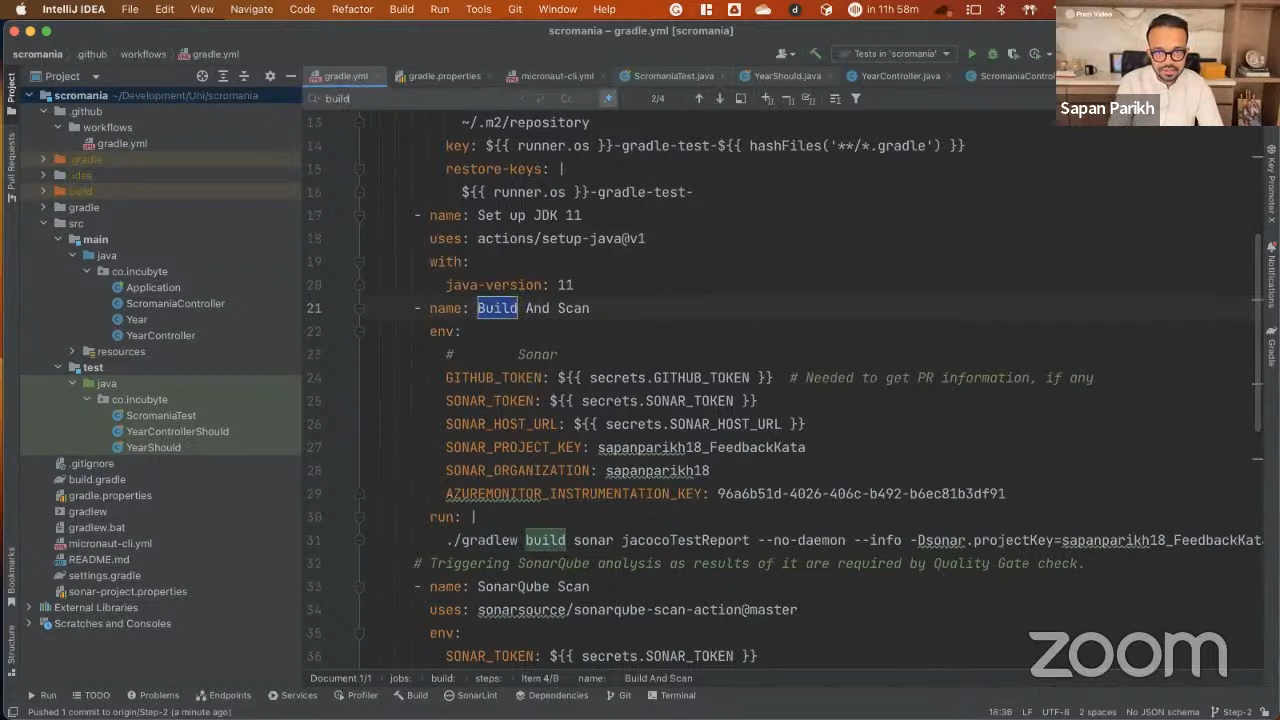 IntelliJ IDEA File Edit View Navigate Code Refactor Build Run Tools Git Window Help in 11h 58m
scromania – gradle.yml [scromania]
scromania .github workflows gradle.yml Tests in 'scromania'
Prezi Video
Sapan Parikh
Project gradle.yml gradle.properties micronaut-cli.yml ScromaniaTest.java YearShould.java YearController.java ScromaniaContro
build Cc 2/4
Project
Pull Requests
Bookmarks
Structure
scromania ~/Development/Uni/scromania
.github
workflows
gradle.yml
.gradle
.idea
build
gradle
src
main
java
co.incubyte
Application
ScromaniaController
Year
YearController
resources
test
java
co.incubyte
ScromaniaTest
YearControllerShould
YearShould
.gitignore
build.gradle
gradle.properties
gradlew
gradlew.bat
micronaut-cli.yml
README.md
settings.gradle
sonar-project.properties
External Libraries
Scratches and Consoles
13 ~/.m2/repository
14 key: ${{ runner.os }}-gradle-test-${{ hashFiles('**/*.gradle') }}
15 restore-keys: |
16 ${{ runner.os }}-gradle-test-
17 - name: Set up JDK 11
18 uses: actions/setup-java@v1
19 with:
20 java-version: 11
21 - name: Build And Scan
22 env:
23 # Sonar
24 GITHUB_TOKEN: ${{ secrets.GITHUB_TOKEN }} # Needed to get PR information, if any
25 SONAR_TOKEN: ${{ secrets.SONAR_TOKEN }}
26 SONAR_HOST_URL: ${{ secrets.SONAR_HOST_URL }}
27 SONAR_PROJECT_KEY: sapanparikh18_FeedbackKata
28 SONAR_ORGANIZATION: sapanparikh18
29 AZUREMONITOR_INSTRUMENTATION_KEY: 96a6b51d-4026-406c-b492-b6ec81b3df91
30 run: |
31 ./gradlew build sonar jacocoTestReport --no-daemon --info -Dsonar.projectKey=sapanparikh18_FeedbackKata
32 # Triggering SonarQube analysis as results of it are required by Quality Gate check.
33 - name: SonarQube Scan
34 uses: sonarsource/sonarqube-scan-action@master
35 env:
36 SONAR_TOKEN: ${{ secrets.SONAR_TOKEN }}
Key Promoter X
Notifications
Gradle
zoom
Document 1/1 jobs: build: steps: Item 4/8 name: Build And Scan
Run TODO Problems Endpoints Services Profiler Build SonarLint Dependencies Git Terminal
Pushed 1 commit to origin/Step-2 (a minute ago) 18:36 LF UTF-8 2 spaces No JSON schema Step-2